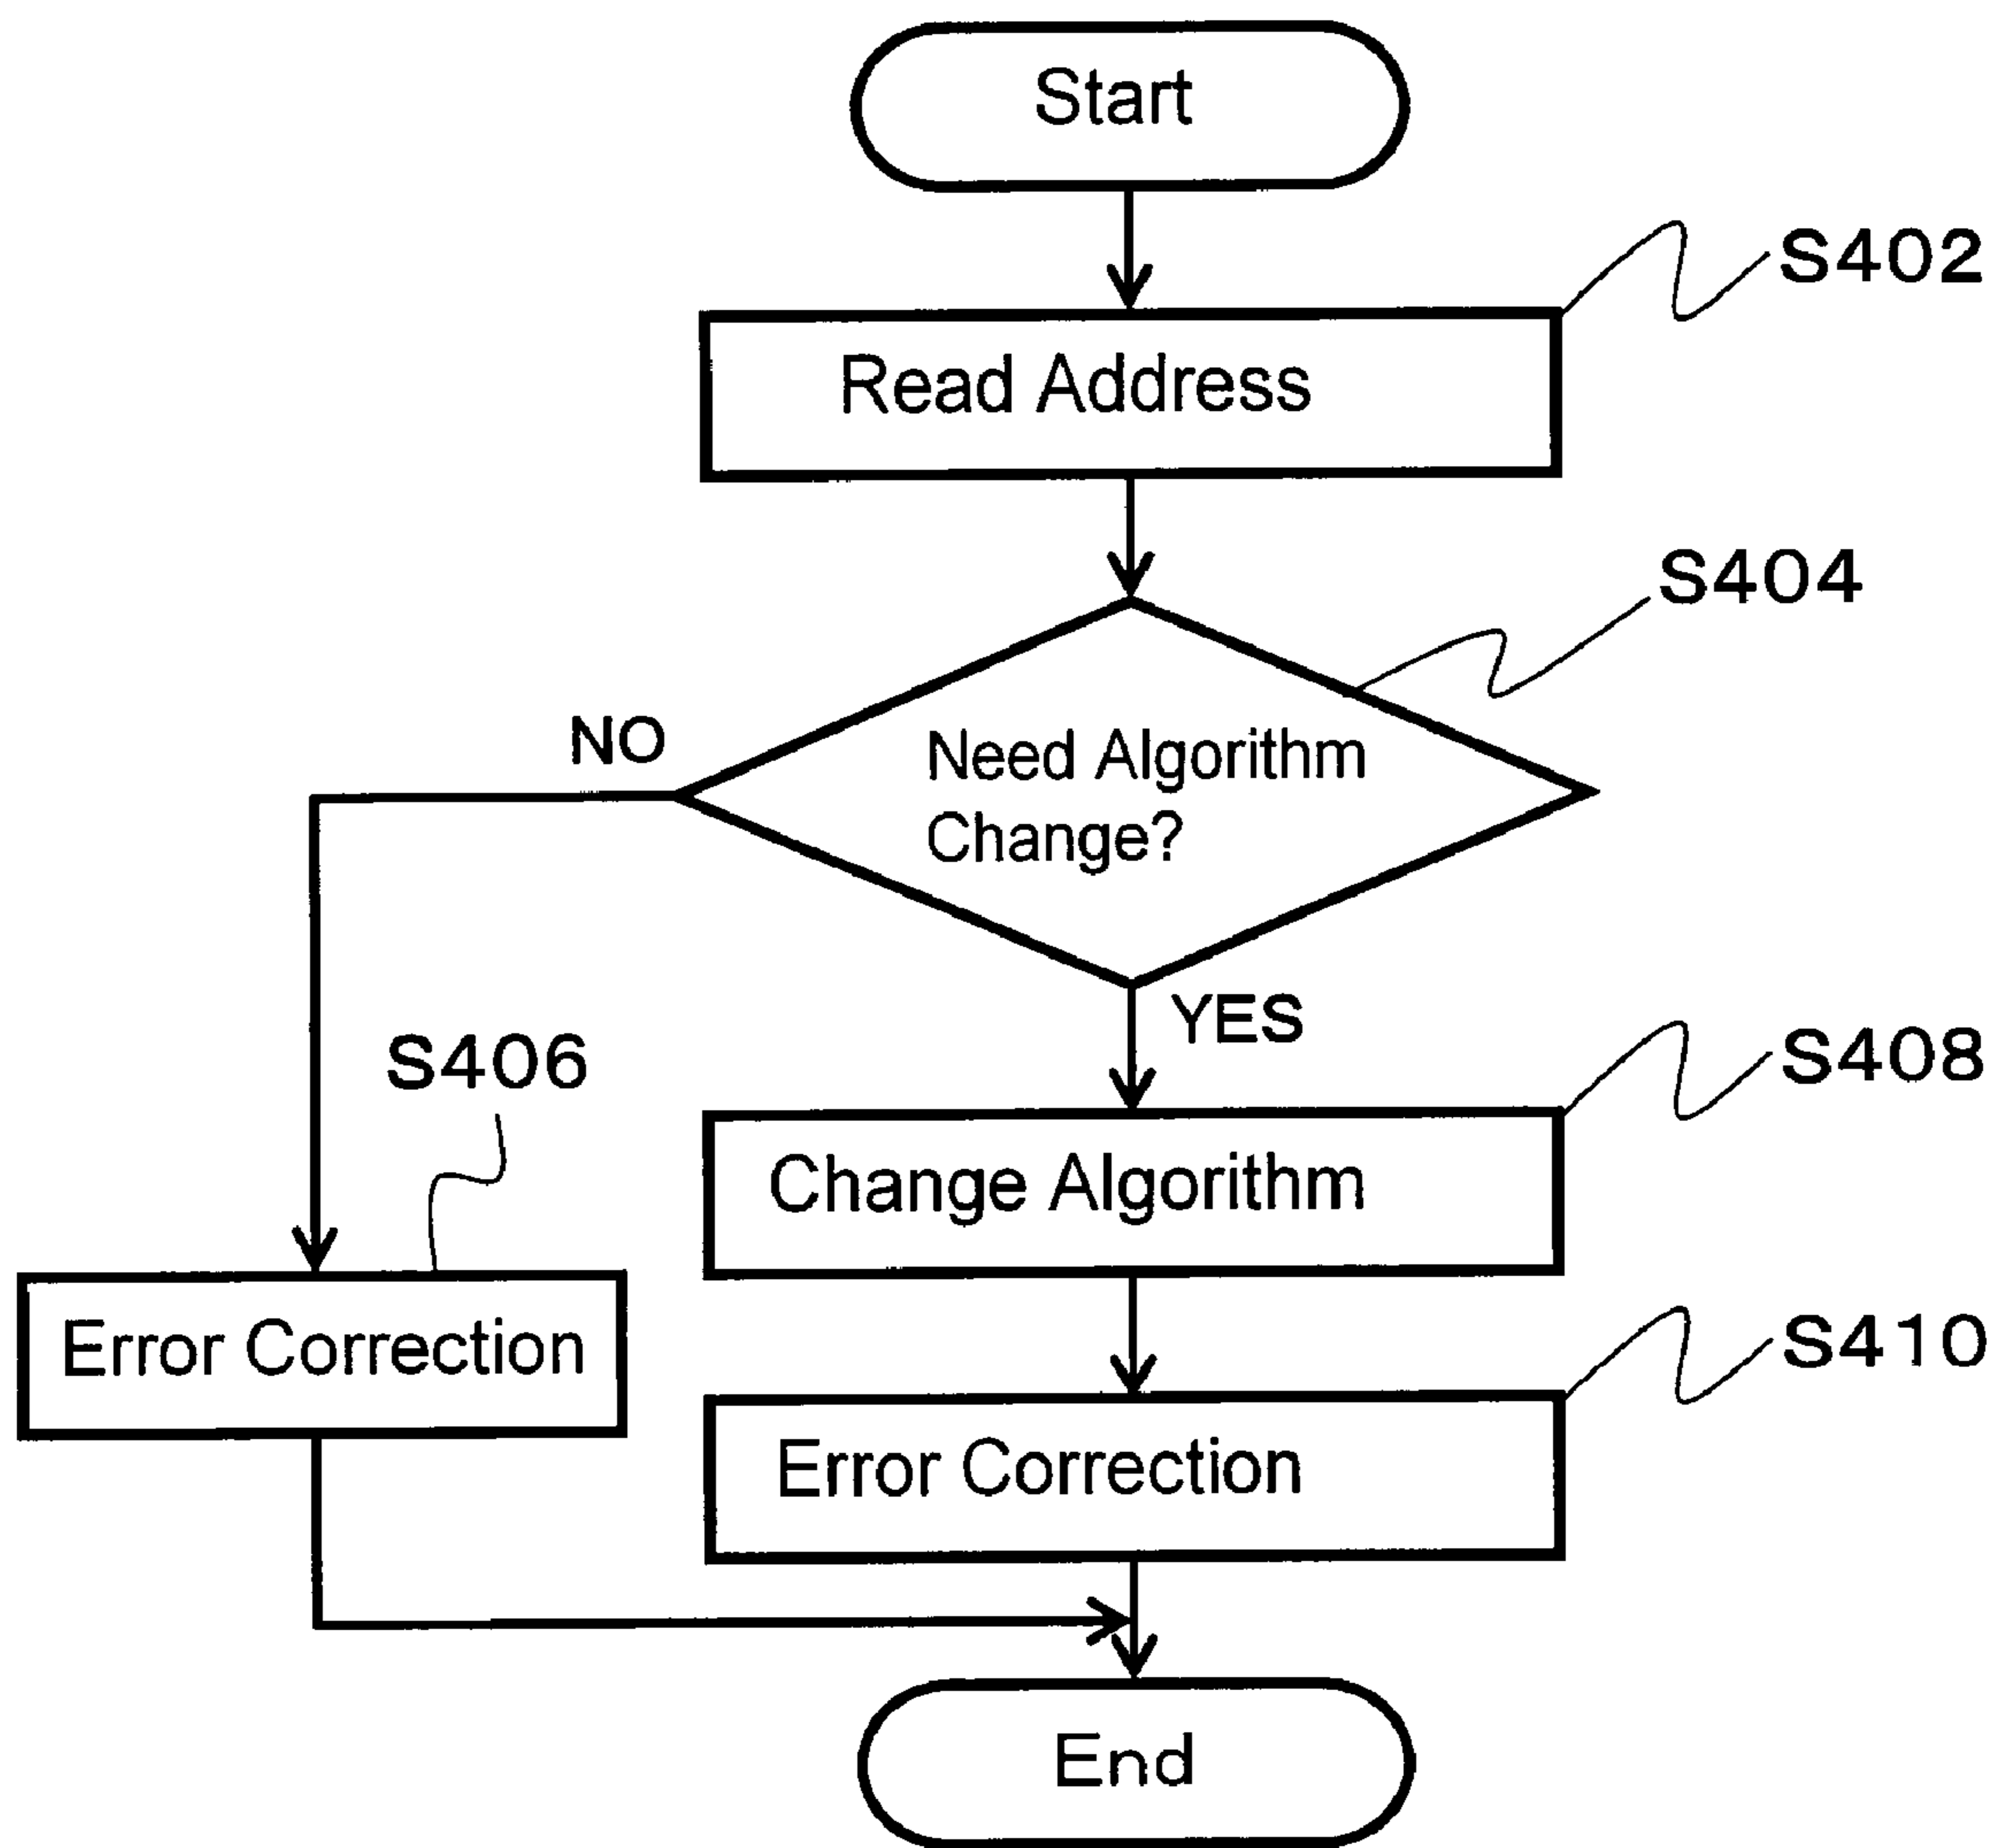 Start
S402
Read Address
S404
Need Algorithm
Change?
NO
YES
S406
S408
Change Algorithm
Error Correction
S410
Error Correction
End